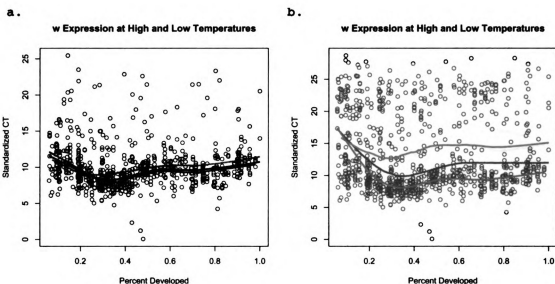 a.
w Expression at High and Low Temperatures
Standardized CT
25
20
15
10
5
0
0.2
0.4
0.6
0.8
1.0
Percent Developed
b.
w Expression at High and Low Temperatures
Standardized CT
25
20
15
10
5
0
0.2
0.4
0.6
0.8
1.0
Percent Developed